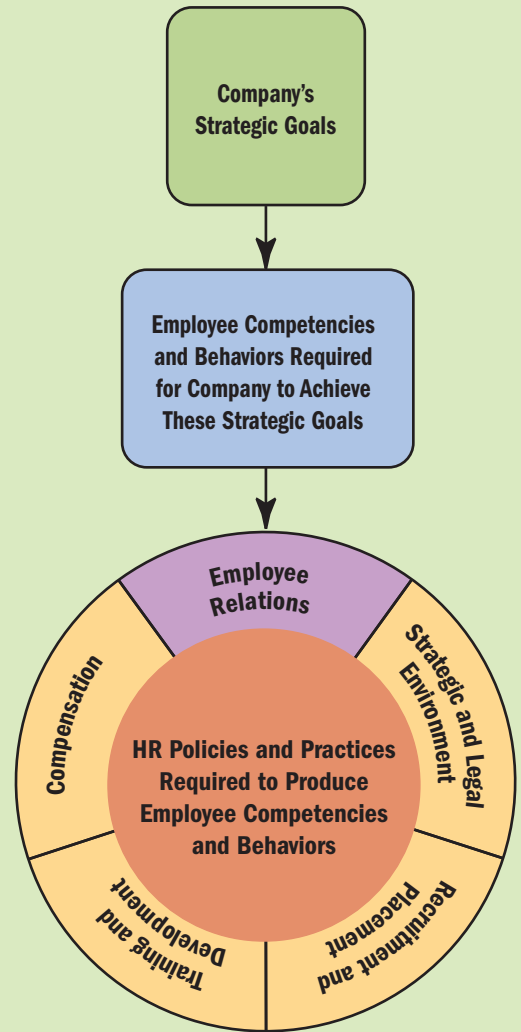 Company's
Strategic Goals
Employee Competencies
and Behaviors Required
for Company to Achieve
These Strategic Goals
Employee
Relations
Strategic and Legal
Environment
Recruitment and
Placement
Training and
Development
Compensation
HR Policies and Practices
Required to Produce
Employee Competencies
and Behaviors